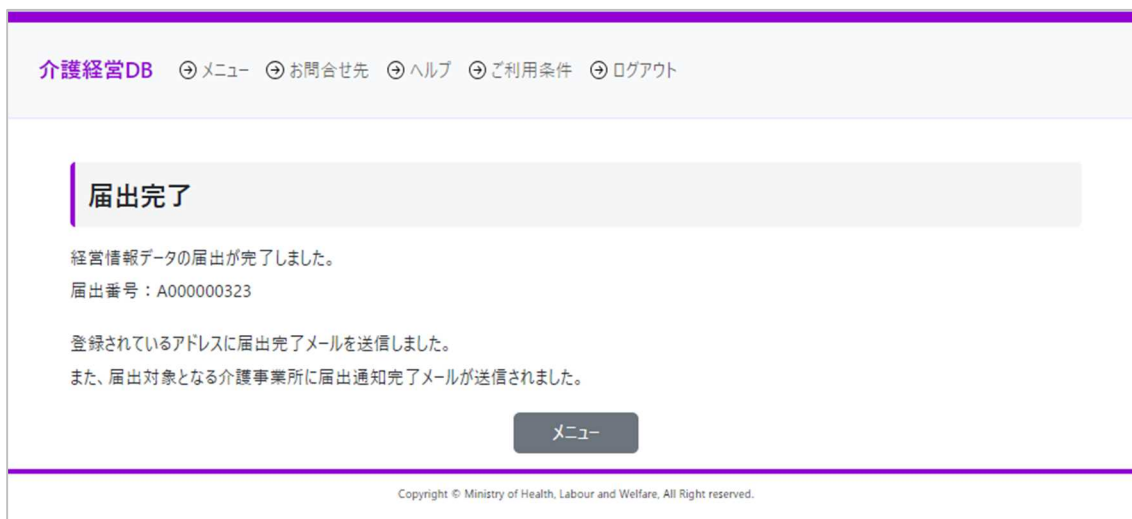 介護経営DB メニュー お問合せ先 ヘルプ ご利用条件 ログアウト
届出完了
経営情報データの届出が完了しました。
届出番号：A000000323
登録されているアドレスに届出完了メールを送信しました。
また、届出対象となる介護事業所に届出通知完了メールが送信されました。
メニュー
Copyright © Ministry of Health, Labour and Welfare, All Right reserved.